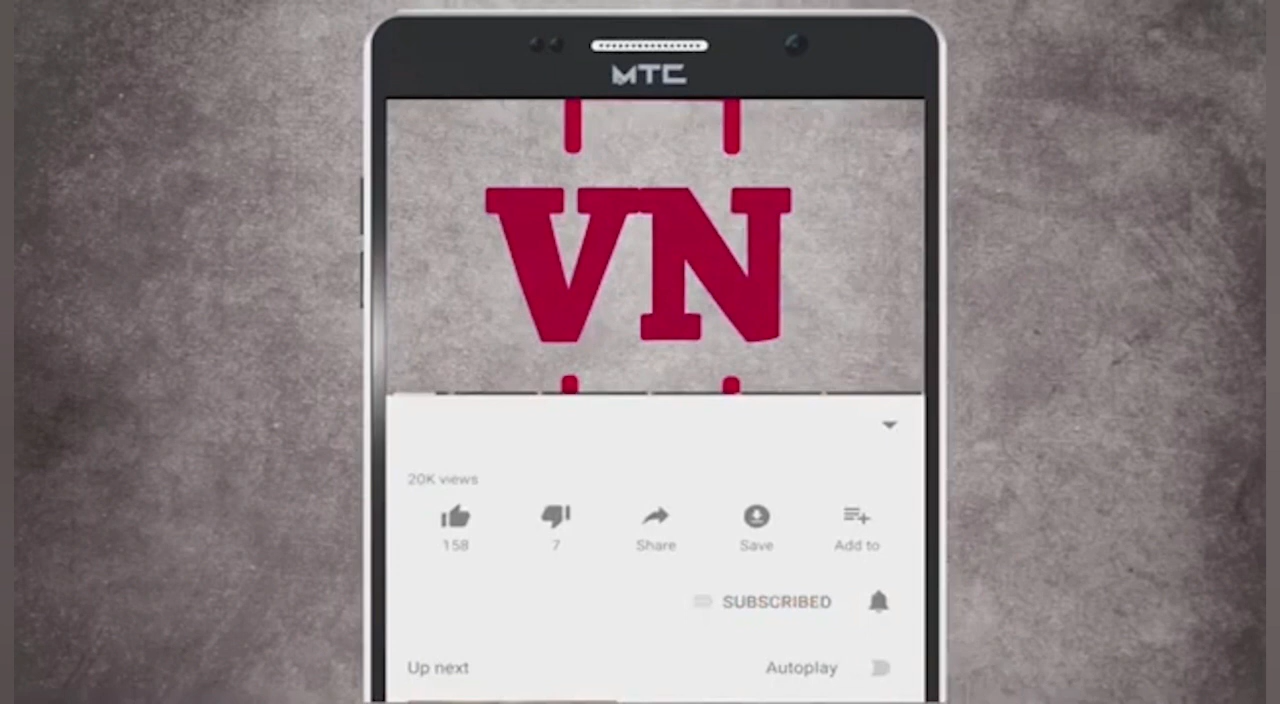 MTC
VN
20K views
158 7 Share Save Add to
SUBSCRIBED
Up next Autoplay